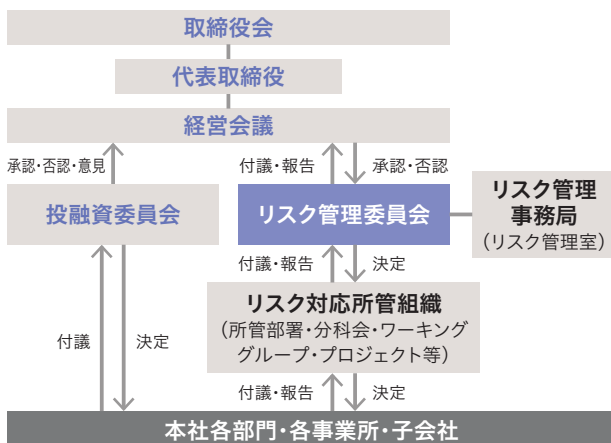 取締役会
代表取締役
経営会議
承認・否認・意見
付議・報告
承認・否認
投融資委員会
リスク管理委員会
リスク管理
事務局
（リスク管理室）
付議・報告
決定
リスク対応所管組織
（所管部署・分科会・ワーキング
グループ・プロジェクト等）
付議
決定
付議・報告
決定
本社各部門・各事業所・子会社